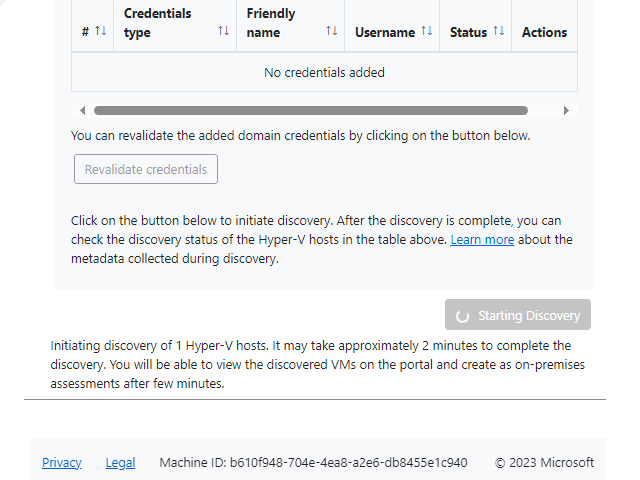 Credentials Friendly
# ↑↓ type ↑↓ name ↑↓ Username ↑↓ Status ↑↓ Actions
No credentials added
You can revalidate the added domain credentials by clicking on the button below.
Revalidate credentials
Click on the button below to initiate discovery. After the discovery is complete, you can
check the discovery status of the Hyper-V hosts in the table above. Learn more about the
metadata collected during discovery.
Starting Discovery
Initiating discovery of 1 Hyper-V hosts. It may take approximately 2 minutes to complete the
discovery. You will be able to view the discovered VMs on the portal and create as on-premises
assessments after few minutes.
Privacy Legal Machine ID: b610f948-704e-4ea8-a2e6-db8455e1c940 © 2023 Microsoft